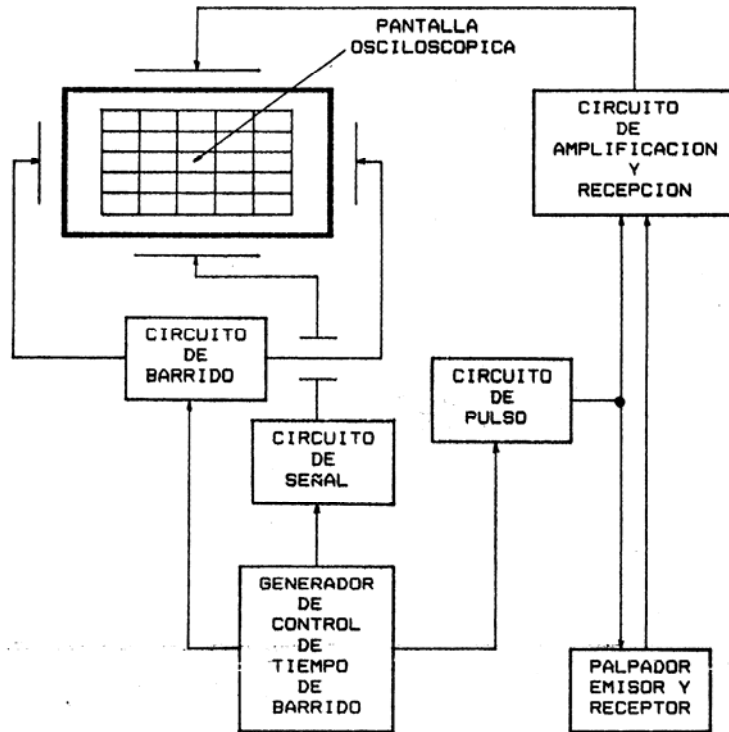 PANTALLA
OSCILOSCOPICA
CIRCUITO
DE
AMPLIFICACION
Y
RECEPCION
CIRCUITO
DE
BARRIDO
CIRCUITO
DE
PULSO
CIRCUITO
DE
SEÑAL
GENERADOR
DE
CONTROL
DE
TIEMPO
DE
BARRIDO
PALPADOR
EMISOR Y
RECEPTOR